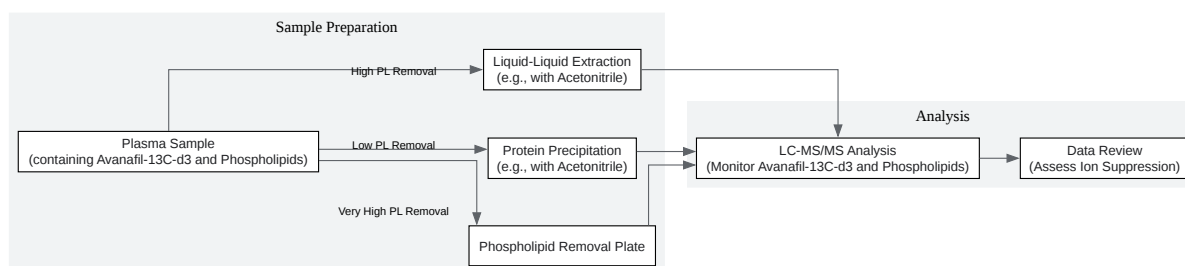 Sample Preparation
High PL Removal
Liquid-Liquid Extraction
(e.g., with Acetonitrile)
Analysis
Plasma Sample
(containing Avanafil-13C-d3 and Phospholipids)
Low PL Removal
Protein Precipitation
(e.g., with Acetonitrile)
LC-MS/MS Analysis
(Monitor Avanafil-13C-d3 and Phospholipids)
Data Review
(Assess Ion Suppression)
Very High PL Removal
Phospholipid Removal Plate